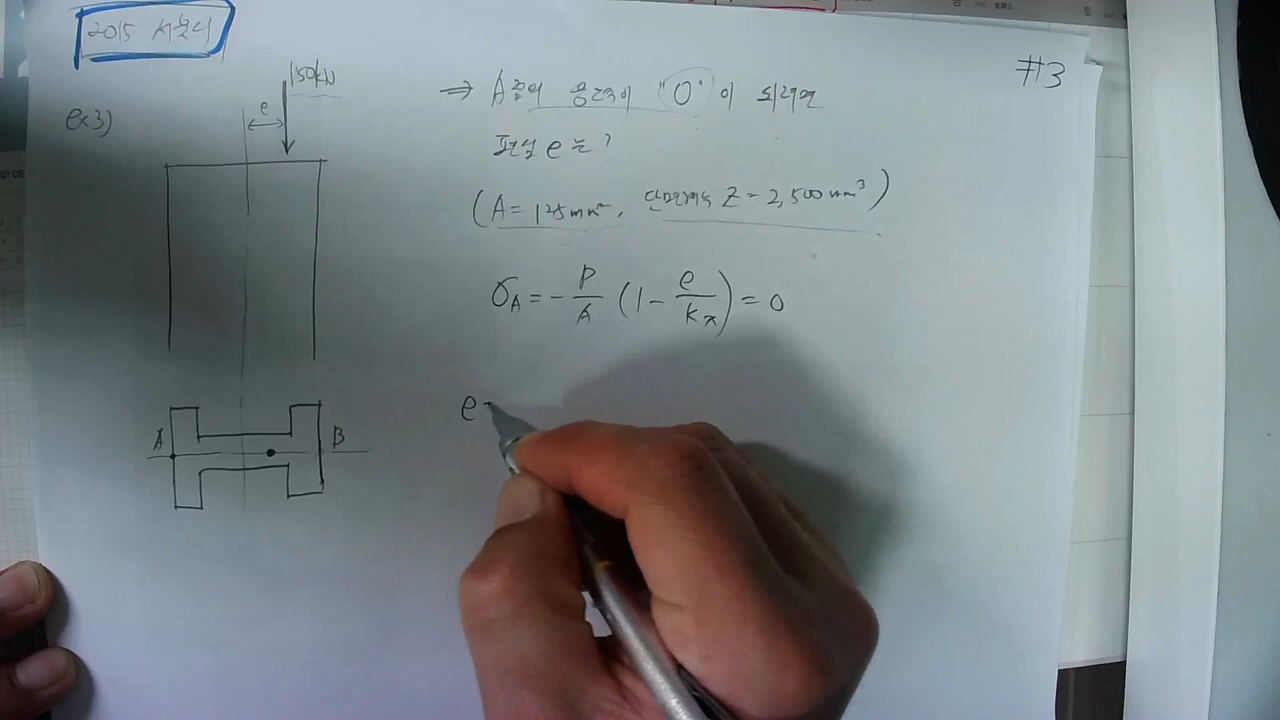 2015 서울시
#3
ex3)
150kN
e
⇒ A점의 응력이 "0"이 되려면
편심 e는?
(A = 125mm², 단면계수 Z = 2,500mm³)
σA = - P/A (1 - e/kx) = 0
e
A
B